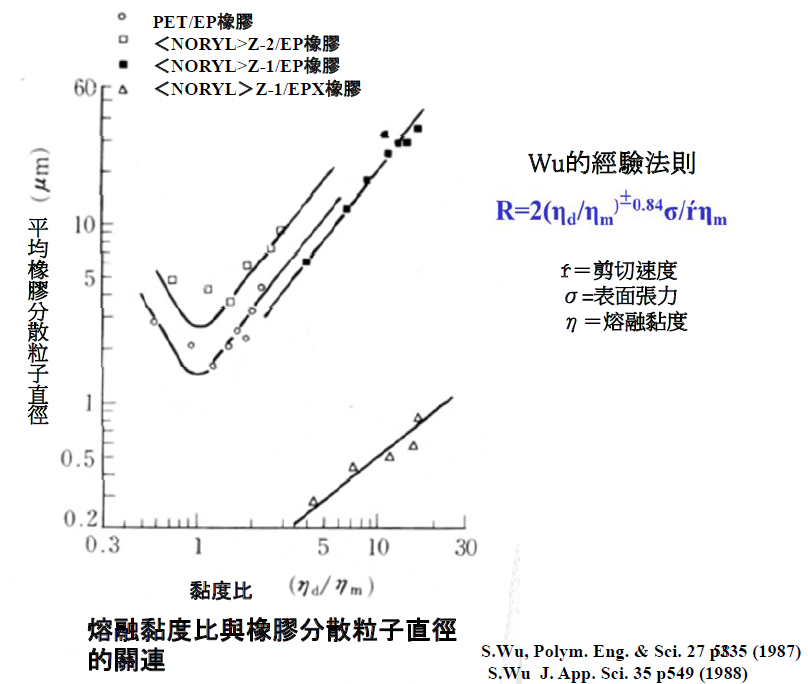 ○ PET/EP橡膠
□ ＜NORYL>Z-2/EP橡膠
■ ＜NORYL>Z-1/EP橡膠
△ ＜NORYL＞Z-1/EPX橡膠
60
10
5
1
0.5
0.2
平均橡膠分散粒子直徑 (μm)
0.3 1 5 10 30
黏度比 (ηd/ηm)
熔融黏度比與橡膠分散粒子直徑
的關連
Wu的經驗法則
R=2(ηd/ηm)±0.84σ/ŕηm
ŕ＝剪切速度
σ=表面張力
η＝熔融黏度
S.Wu, Polym. Eng. & Sci. 27 (1987)
S.Wu J. App. Sci. 35 p549 (1988)